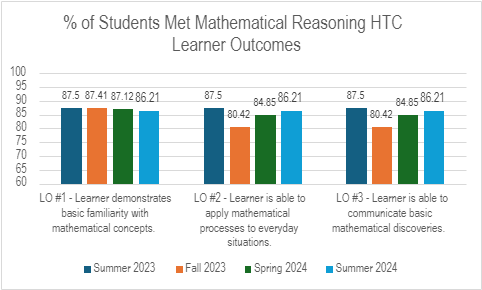 % of Students Met Mathematical Reasoning HTC
Learner Outcomes
100
95
90
85
80
75
70
65
60
87.5 87.41 87.12 86.21
87.5 80.42 84.85 86.21
87.5 80.42 84.85 86.21
LO #1 - Learner demonstrates
basic familiarity with
mathematical concepts.
LO #2 - Learner is able to
apply mathematical
processes to everyday
situations.
LO #3 - Learner is able to
communicate basic
mathematical discoveries.
Summer 2023 Fall 2023 Spring 2024 Summer 2024